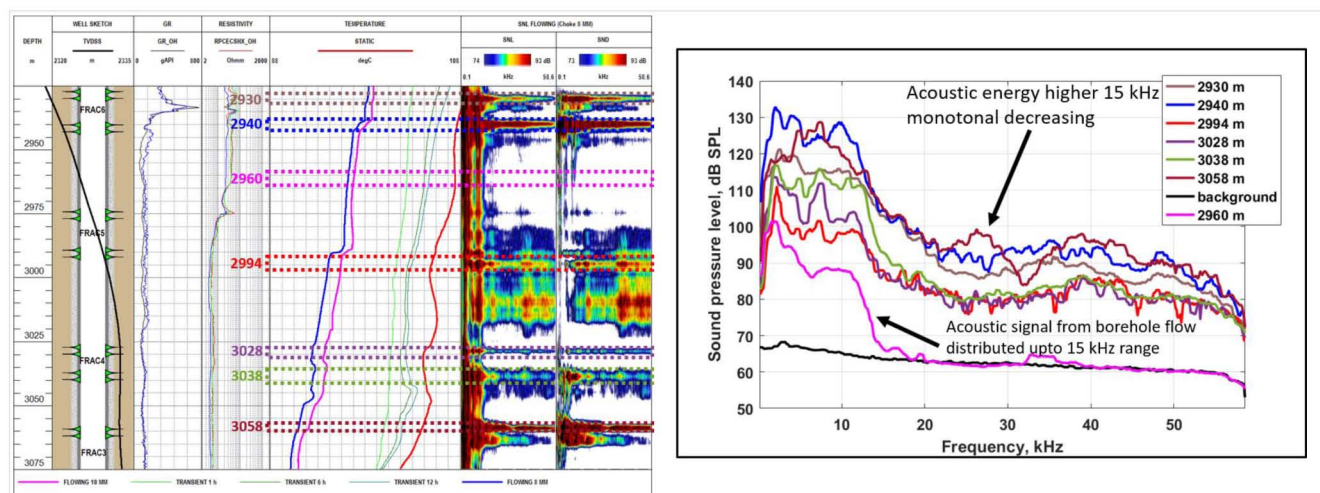 WELL SKETCH GR RESISTIVITY TEMPERATURE SNL FLOWING (Choke 8 MM)
DEPTH TVDSS GR_OH RPCECSHX_OH STATIC SNL SND
m 2320 m 2335 0 gAPI 2 Ohmm 2000 degC 74 93 dB 73 93 dB
0.1 kHz 50.6 0.1 kHz 50.6
FRAC6
2930
2940
2950
2960
2975
FRAC5
2994
3000
3025
3028
FRAC4
3038
3050
3058
FRAC3
3075
FLOWING 10 MM TRANSIENT 1 h TRANSIENT 6 h TRANSIENT 12 h FLOWING 8 MM
140
130
120
110
100
90
80
70
60
50
Sound pressure level, dB SPL
Acoustic energy higher 15 kHz
monotonal decreasing
2930 m
2940 m
2994 m
3028 m
3038 m
3058 m
background
2960 m
Acoustic signal from borehole flow
distributed upto 15 kHz range
0 10 20 30 40 50
Frequency, kHz